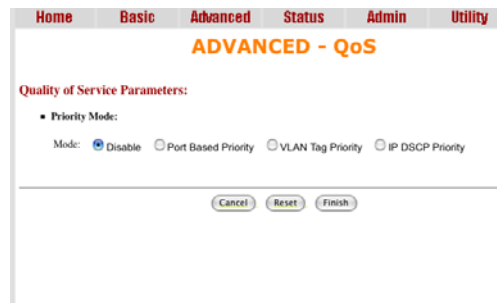 Home Basic Advanced Status Admin Utility
ADVANCED - QoS
Quality of Service Parameters:
Priority Mode:
Mode: Disable Port Based Priority VLAN Tag Priority IP DSCP Priority
Cancel Reset Finish